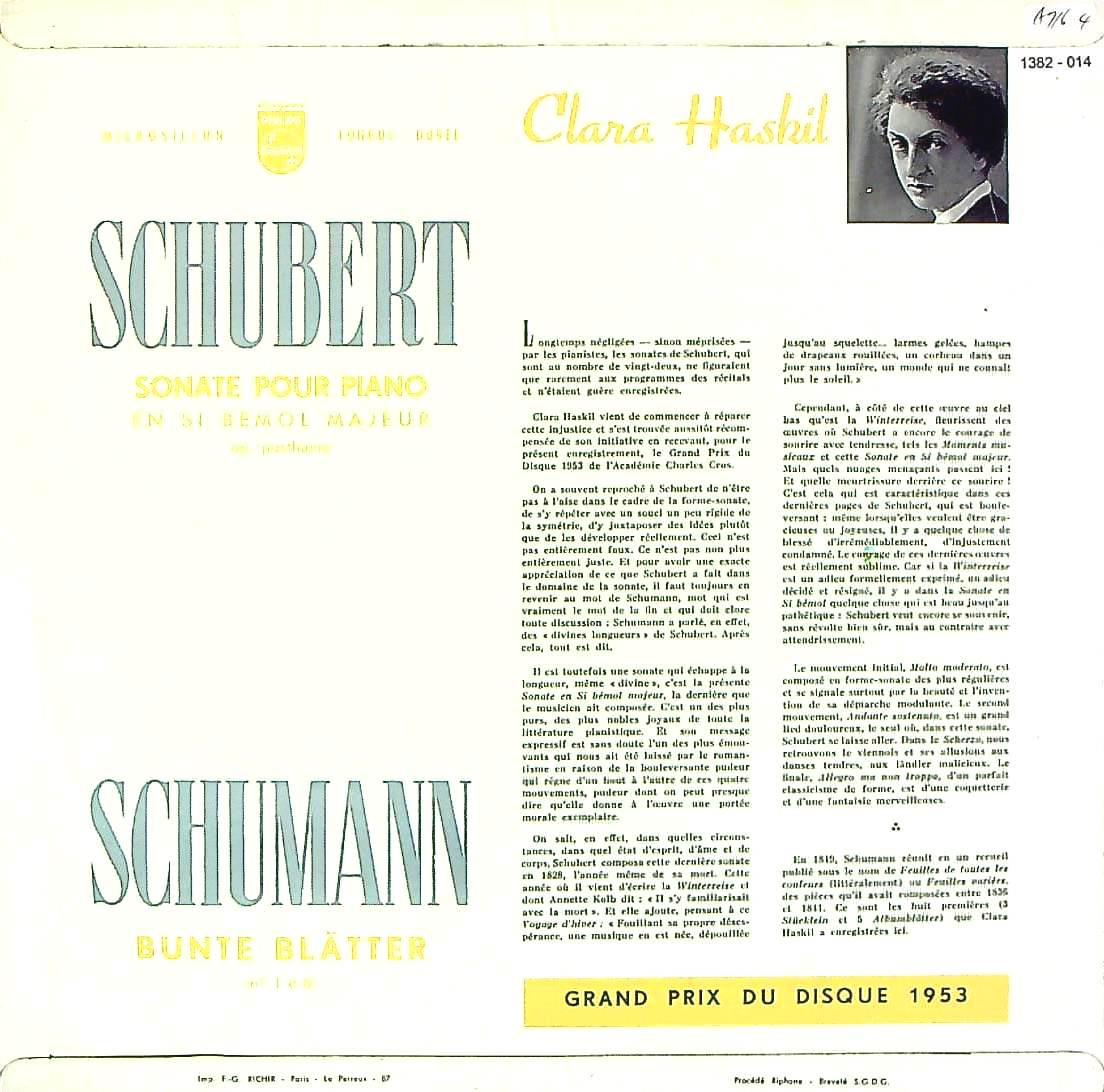 A7/6 4
1382 - 014
MICROSILLON
PHILIPS
LONGUE DURÉE
Clara Haskil
SCHUBERT
SONATE POUR PIANO
EN SI BÉMOL MAJEUR
op. posthume
SCHUMANN
BUNTE BLÄTTER
nos 1 à 8
Longtemps négligées — sinon méprisées —
par les pianistes, les sonates de Schubert, qui
sont au nombre de vingt-deux, ne figuraient
que rarement aux programmes des récitals
et n'étaient guère enregistrées.
Clara Haskil vient de commencer à réparer
cette injustice et s'est trouvée aussitôt récom-
pensée de son initiative en recevant, pour le
présent enregistrement, le Grand Prix du
Disque 1953 de l'Académie Charles Cros.
On a souvent reproché à Schubert de n'être
pas à l'aise dans le cadre de la forme-sonate,
de s'y répéter avec un souci un peu rigide de
la symétrie, d'y juxtaposer des idées plutôt
que de les développer réellement. Ceci n'est
pas entièrement faux. Ce n'est pas non plus
entièrement juste. Et pour avoir une exacte
appréciation de ce que Schubert a fait dans
le domaine de la sonate, il faut toujours en
revenir au mot de Schumann, mot qui est
vraiment le mot de la fin et qui doit clore
toute discussion : Schumann a parlé, en effet,
des « divines longueurs » de Schubert. Après
cela, tout est dit.
Il est toutefois une sonate qui échappe à la
longueur, même « divine », c'est la présente
Sonate en Si bémol majeur, la dernière que
le musicien ait composée. C'est un des plus
purs, des plus nobles joyaux de toute la
littérature pianistique. Et son message
expressif est sans doute l'un des plus émou-
vants qui nous ait été laissé par le roman-
tisme en raison de la bouleversante pudeur
qui règne d'un bout à l'autre de ces quatre
mouvements, pudeur dont on peut presque
dire qu'elle donne à l'œuvre une portée
morale exemplaire.
On sait, en effet, dans quelles circons-
tances, dans quel état d'esprit, d'âme et de
corps, Schubert composa cette dernière sonate
en 1828, l'année même de sa mort. Cette
année où il vient d'écrire la Winterreise et
dont Annette Kolb dit : « Il s'y familiarisait
avec la mort ». Et elle ajoute, pensant à ce
Voyage d'hiver : « Fouillant sa propre déses-
pérance, une musique en est née, dépouillée
jusqu'au squelette... larmes gelées, hampes
de drapeaux rouillées, un corbeau dans un
jour sans lumière, un monde qui ne connaît
plus le soleil. »
Cependant, à côté de cette œuvre au ciel
bas qu'est la Winterreise, fleurissent des
œuvres où Schubert a encore le courage de
sourire avec tendresse, tels les Moments mu-
sicaux et cette Sonate en Si bémol majeur.
Mais quels nuages menaçants passent ici !
Et quelle meurtrissure derrière ce sourire !
C'est cela qui est caractéristique dans ces
dernières pages de Schubert, qui est boule-
versant : même lorsqu'elles veulent être gra-
cieuses ou joyeuses, il y a quelque chose de
blessé d'irrémédiablement, d'injustement
condamné. Le courage de ces dernières œuvres
est réellement sublime. Car si la Winterreise
est un adieu formellement exprimé, un adieu
décidé et résigné, il y a dans la Sonate en
Si bémol quelque chose qui est beau jusqu'au
pathétique : Schubert veut encore se souvenir,
sans révolte bien sûr, mais au contraire avec
attendrissement.
Le mouvement initial, Molto moderato, est
composé en forme-sonate des plus régulières
et se signale surtout par la beauté et l'inven-
tion de sa démarche modulante. Le second
mouvement, Andante sostenuto, est un grand
lied douloureux, le seul où, dans cette sonate,
Schubert se laisse aller. Dans le Scherzo, nous
retrouvons le viennois et ses allusions aux
danses tendres, aux ländler malicieux. Le
finale, Allegro ma non troppo, d'un parfait
classicisme de forme, est d'une coquetterie
et d'une fantaisie merveilleuses.
En 1849, Schumann réunit en un recueil
publié sous le nom de Feuilles de toutes les
couleurs (littéralement) ou Feuilles variées,
des pièces qu'il avait composées entre 1836
et 1841. Ce sont les huit premières (3
Stücklein et 5 Albumblätter) que Clara
Haskil a enregistrées ici.
GRAND PRIX DU DISQUE 1953
Imp. F.-G. RICHIR - Paris - Le Perreux - 67
Procédé Riphane - Breveté S.G.D.G.